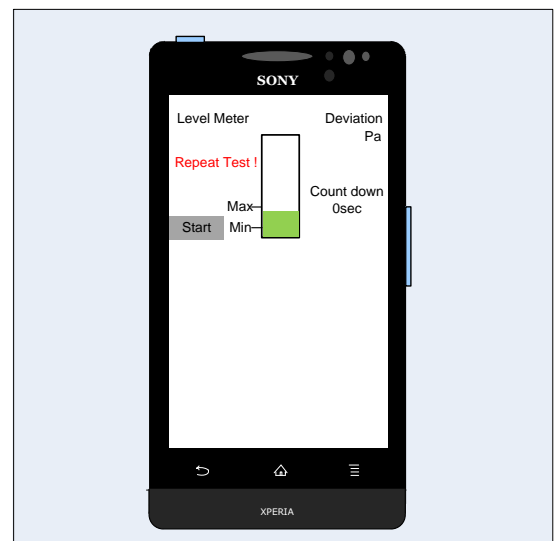 SONY
Level Meter
Deviation
Pa
Repeat Test !
Count down
0sec
Max
Start
Min
XPERIA